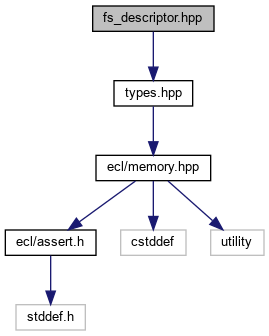 fs_descriptor.hpp
types.hpp
ecl/memory.hpp
ecl/assert.h
cstddef
utility
stddef.h